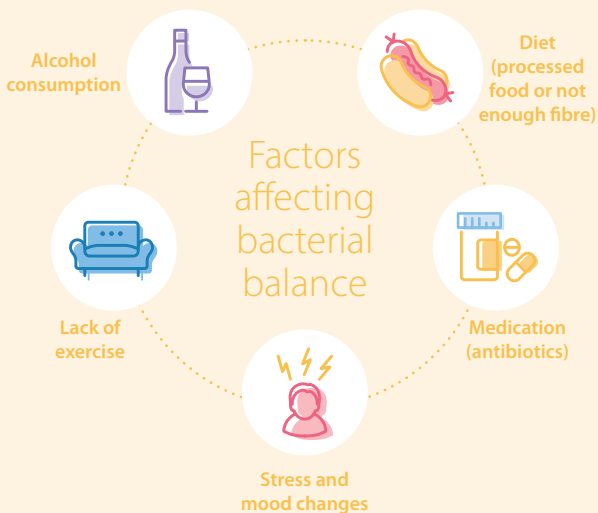 Factors
affecting
bacterial
balance
Alcohol
consumption
Diet
(processed
food or not
enough fibre)
Medication
(antibiotics)
Stress and
mood changes
Lack of
exercise